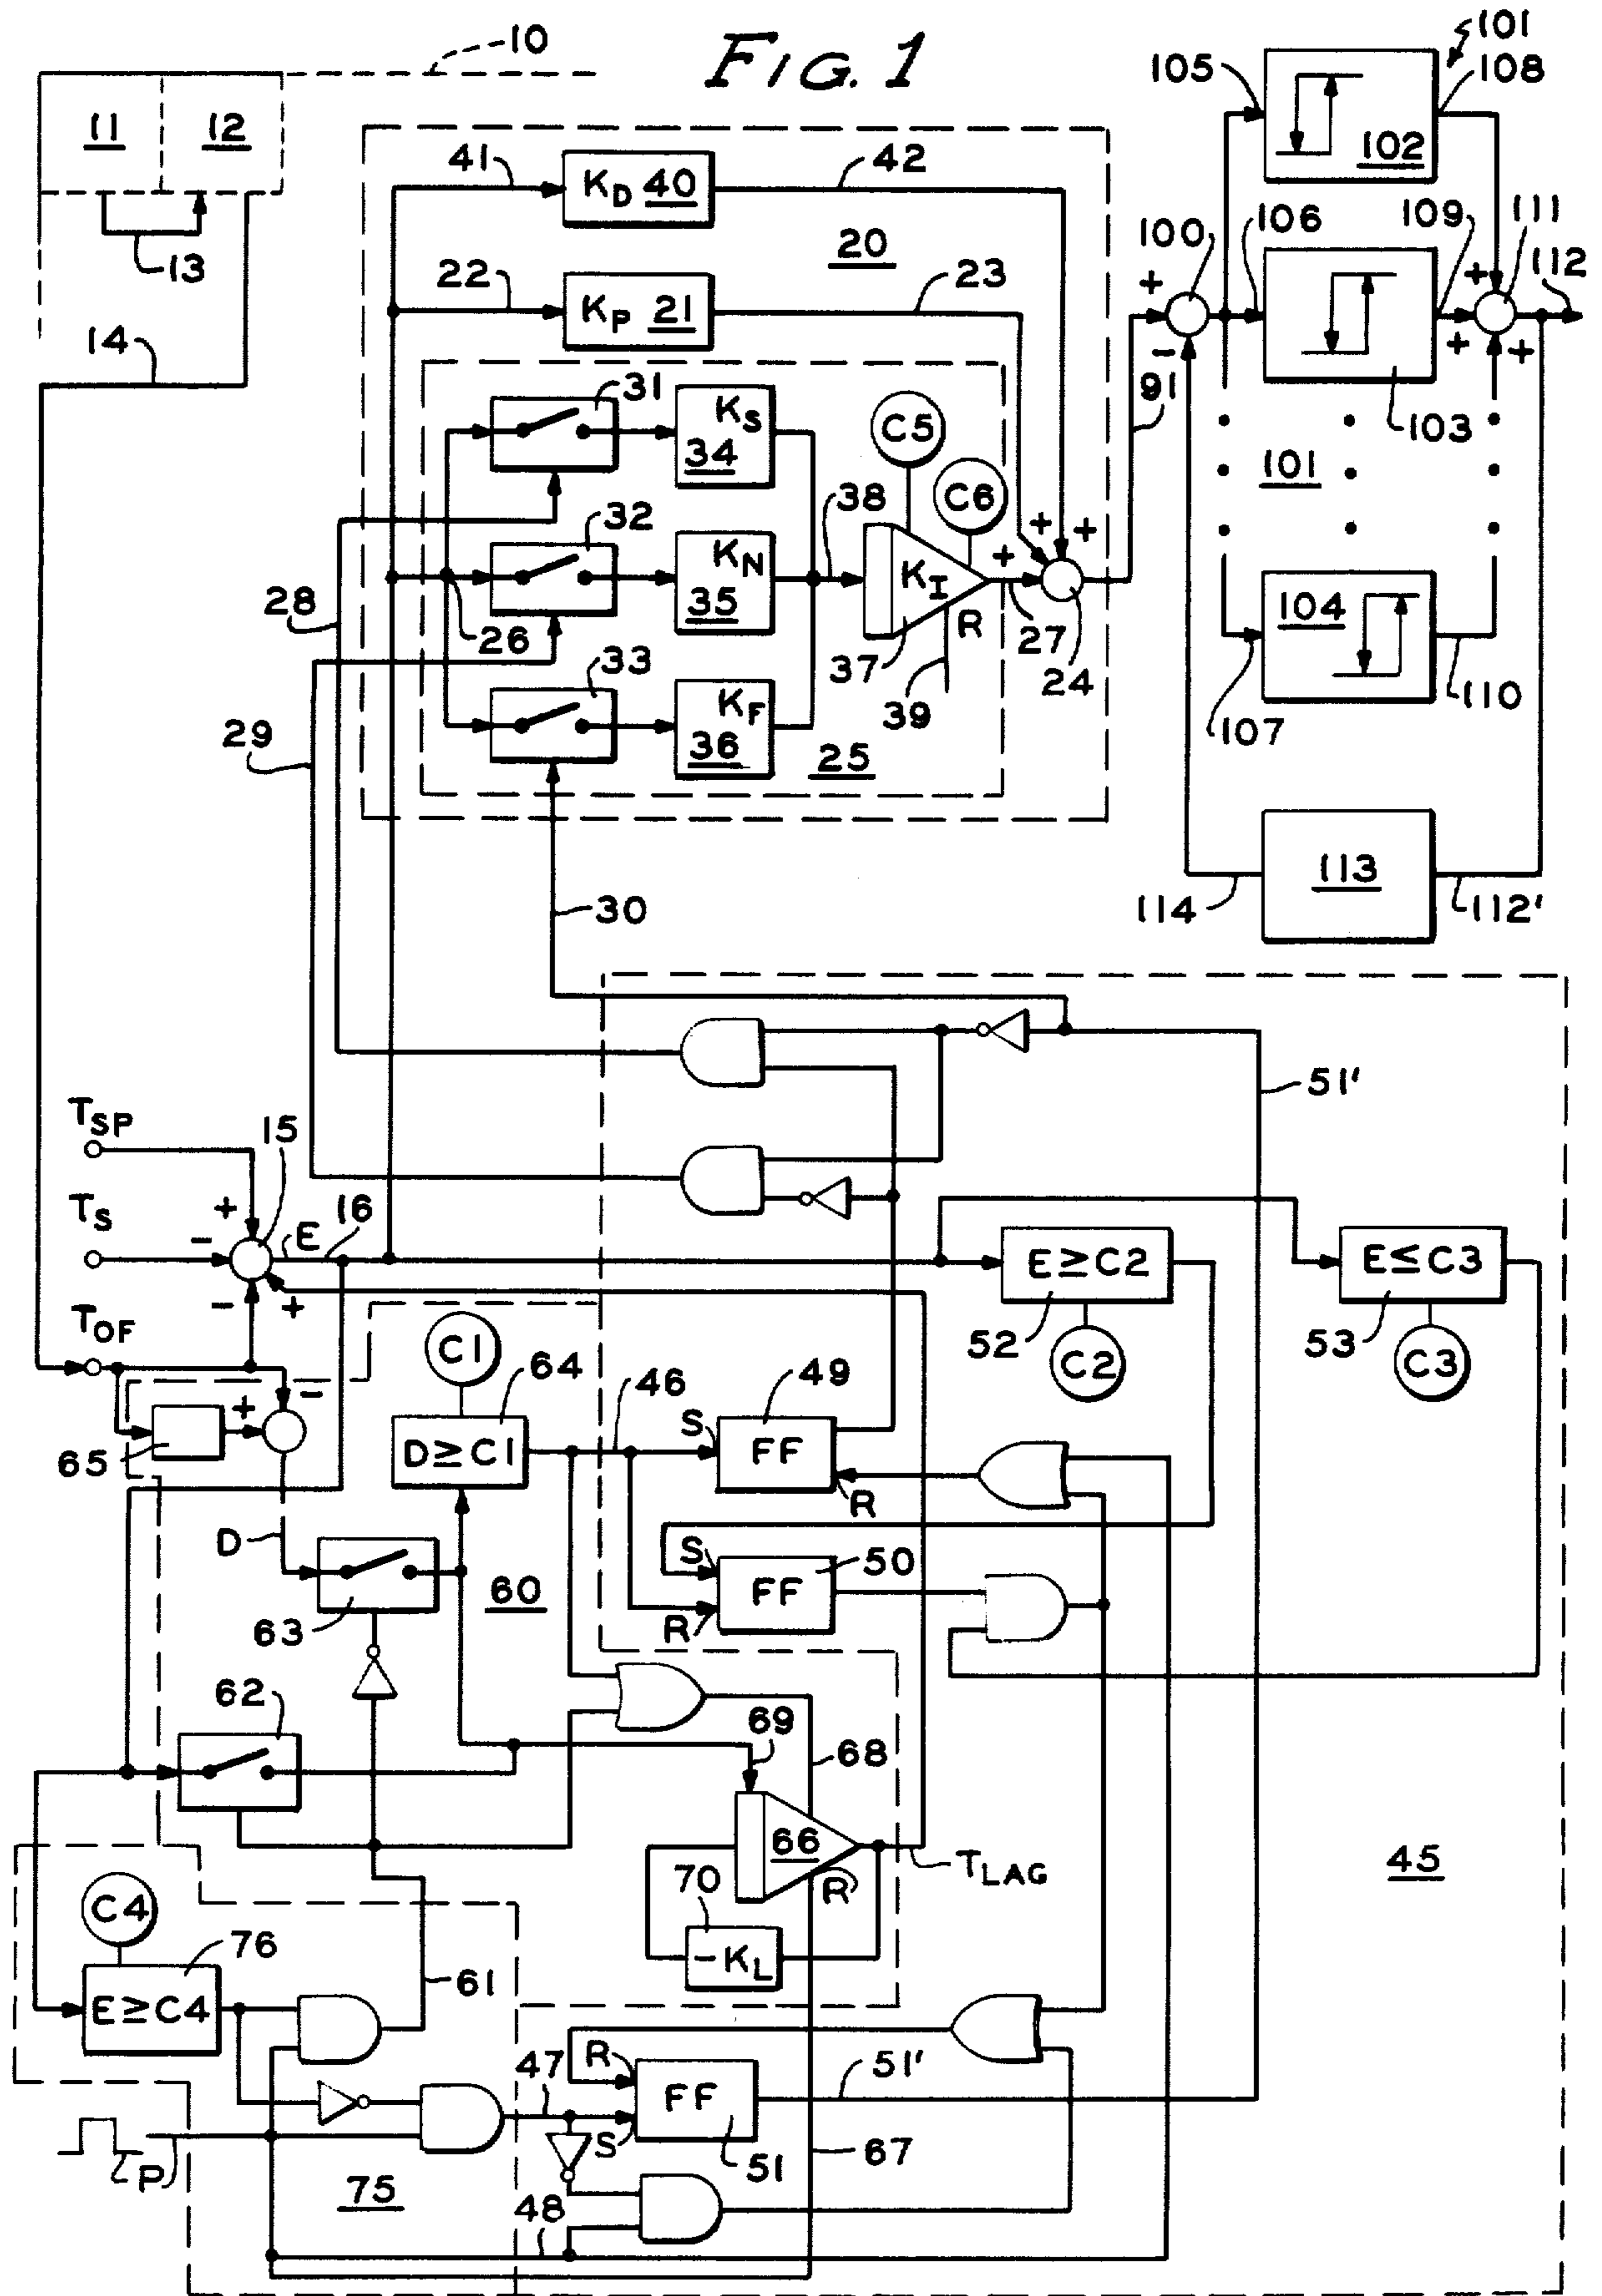 FIG. 1
10
11
12
13
14
101
105
108
102
41
KD 40
42
20
100
106
109
111
112
+
+
+
+
-
22
KP 21
23
103
91
31
KS
34
C5
C6
38
+
+
+
101
32
KN
35
KI
R
28
26
37
27
24
39
104
107
110
33
KF
36
25
29
30
113
114
112'
51'
TSP
15
+
TS
-
E
16
E≥C2
E≤C3
-
+
TOF
52
C2
53
C3
C1
64
46
49
S
FF
R
-
+
65
D≥C1
D
S
50
FF
R
63
60
62
69
68
66
R
TLAG
70
-KL
45
C4
76
E≥C4
61
47
R
FF
S
51
51'
67
P
75
48